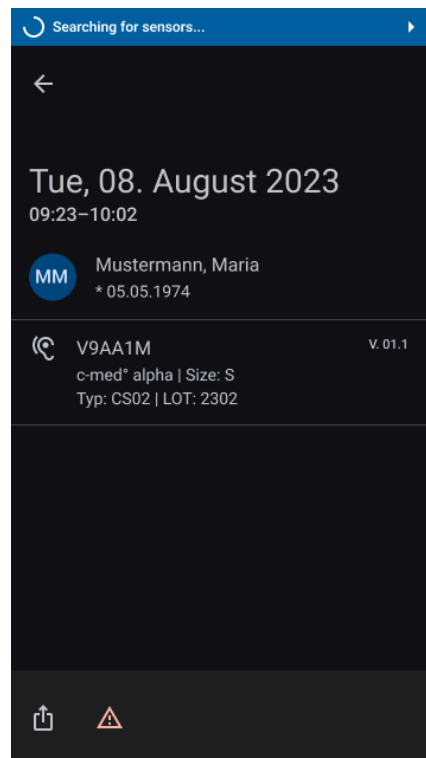 Searching for sensors...
Tue, 08. August 2023
09:23–10:02
MM
Mustermann, Maria
* 05.05.1974
V9AA1M
V. 01.1
c-med° alpha | Size: S
Typ: CS02 | LOT: 2302